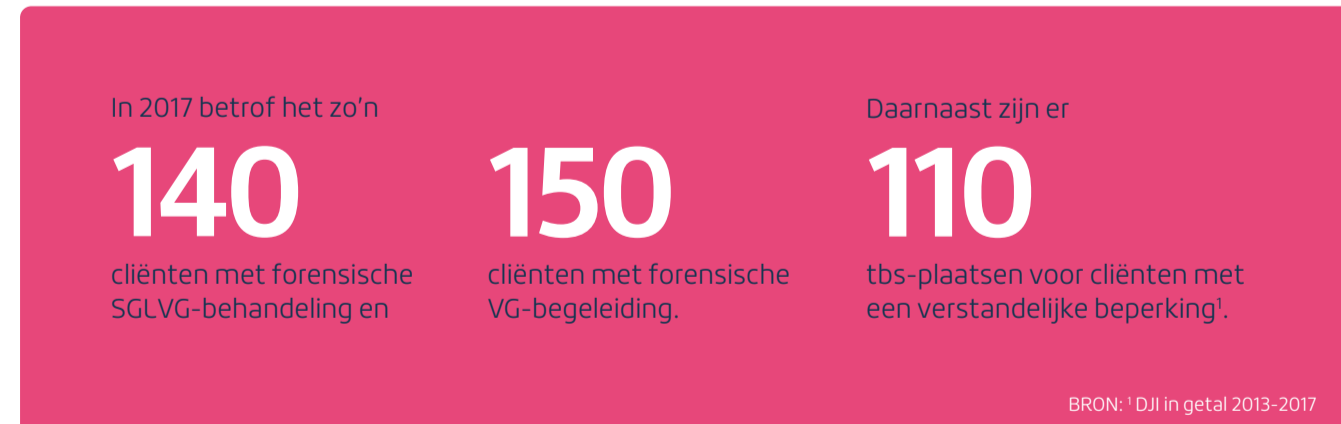 In 2017 betrof het zo'n
140
cliënten met forensische
SGLVG-behandeling en
150
cliënten met forensische
VG-begeleiding.
Daarnaast zijn er
110
tbs-plaatsen voor cliënten met
een verstandelijke beperking¹.
BRON: ¹ DJI in getal 2013-2017